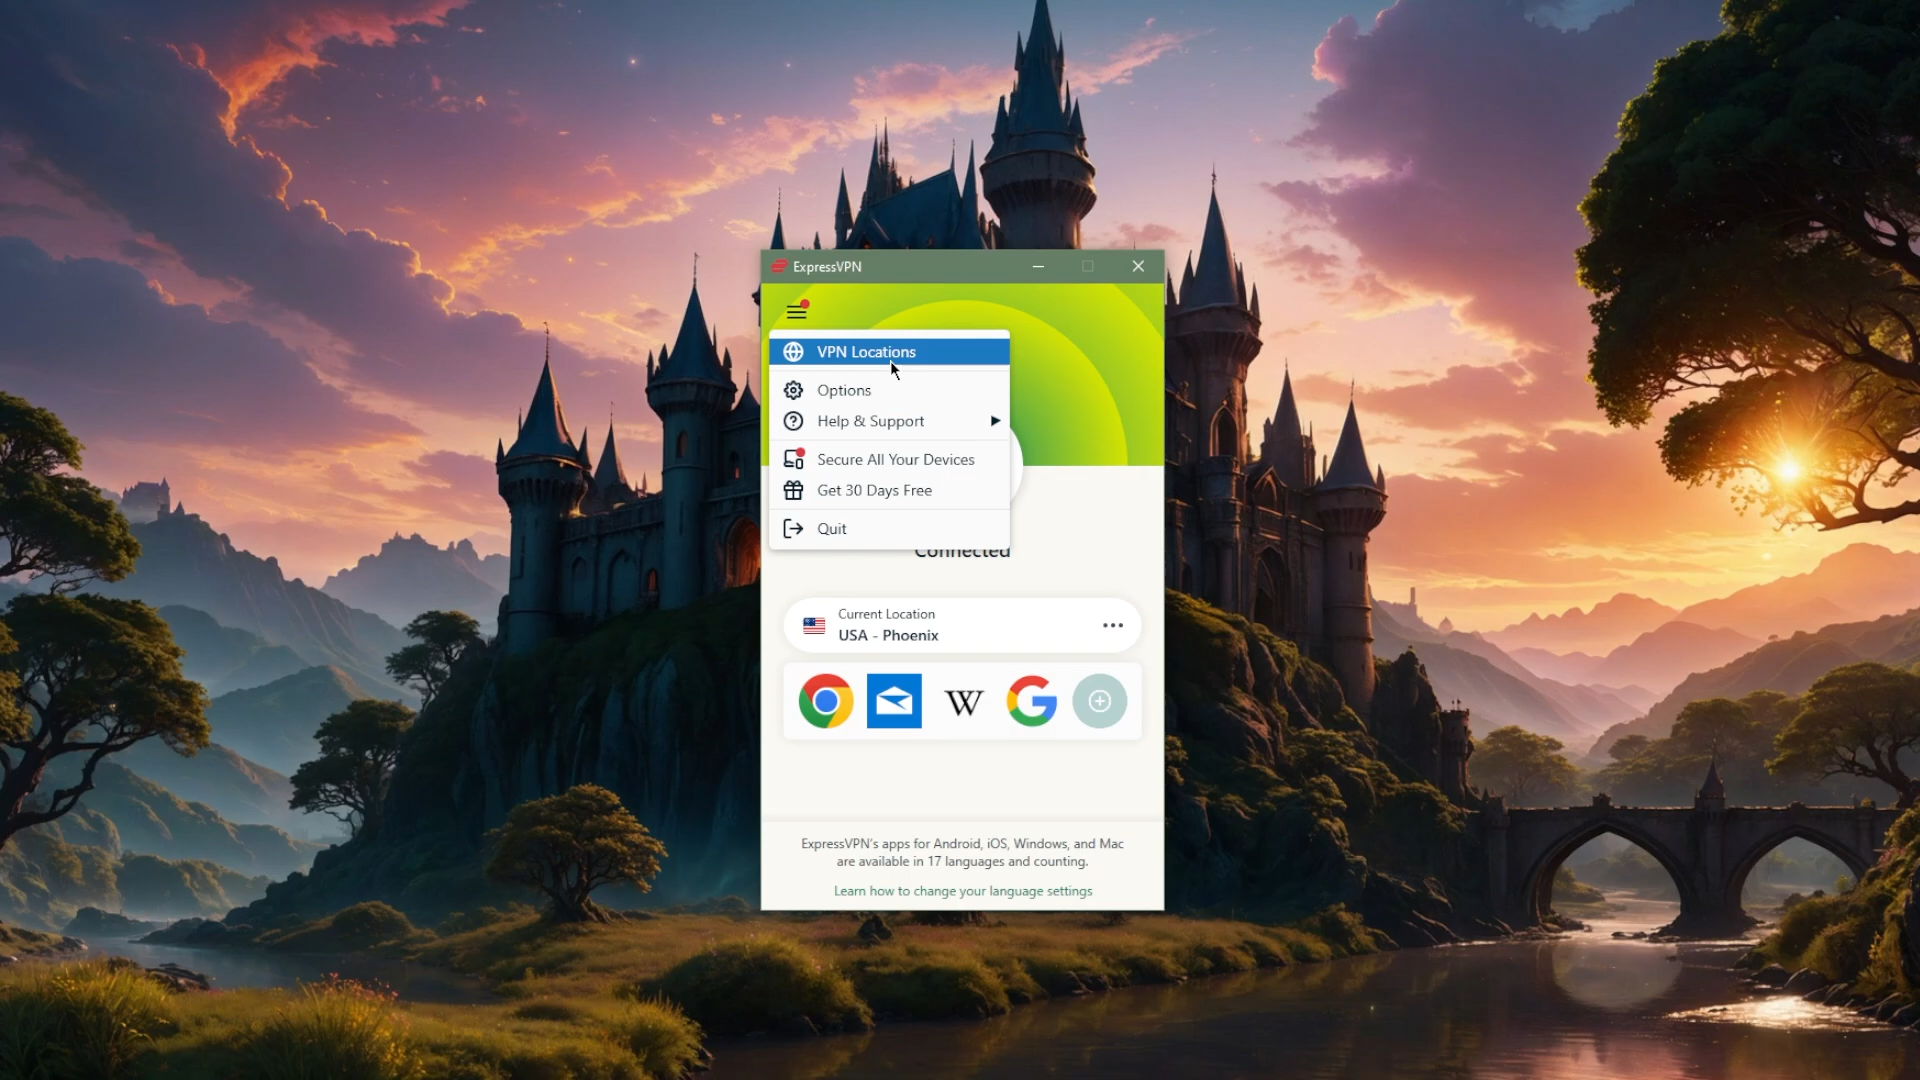 ExpressVPN
VPN Locations
Options
Help & Support
Secure All Your Devices
Get 30 Days Free
Quit
Connected
Current Location
USA - Phoenix
W
G
ExpressVPN's apps for Android, iOS, Windows, and Mac
are available in 17 languages and counting.
Learn how to change your language settings